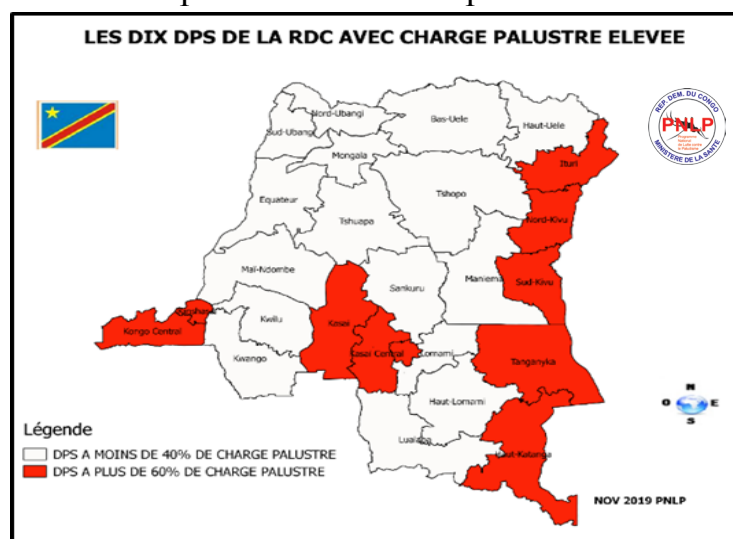 LES DIX DPS DE LA RDC AVEC CHARGE PALUSTRE ELEVEE
REP. DEM. DU CONGO
PNLP
MINISTERE DE LA SANTE
Nord-Ubangi
Sud-Ubangi
Bas-Uele
Haut-Uele
Mongala
Ituri
Equateur
Tshopo
Tshuapa
Nord-Kivu
Maï-Ndombe
Sankuru
Maniema
Sud-Kivu
Kinshasa
Kongo Central
Kwilu
Kasai
Kasai Central
Lomami
Kwango
Tanganyka
Haut-Lomami
Lualaba
Haut-Katanga
N
O E
S
Légende
DPS A MOINS DE 40% DE CHARGE PALUSTRE
DPS A PLUS DE 60% DE CHARGE PALUSTRE
NOV 2019 PNLP